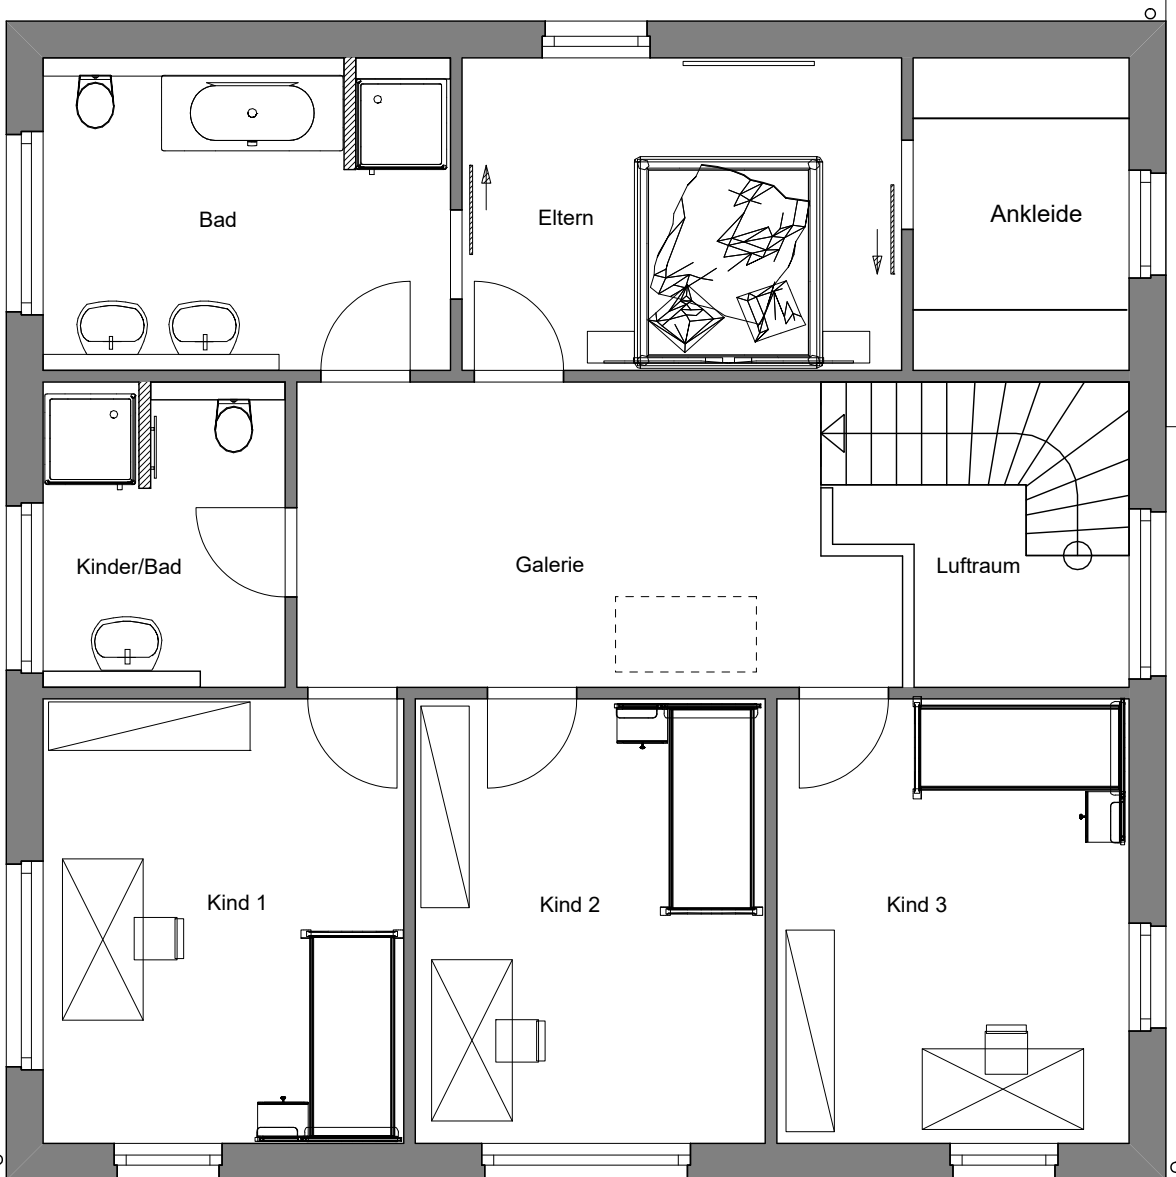 Bad
Eltern
Ankleide
Kinder/Bad
Galerie
Luftraum
Kind 1
Kind 2
Kind 3